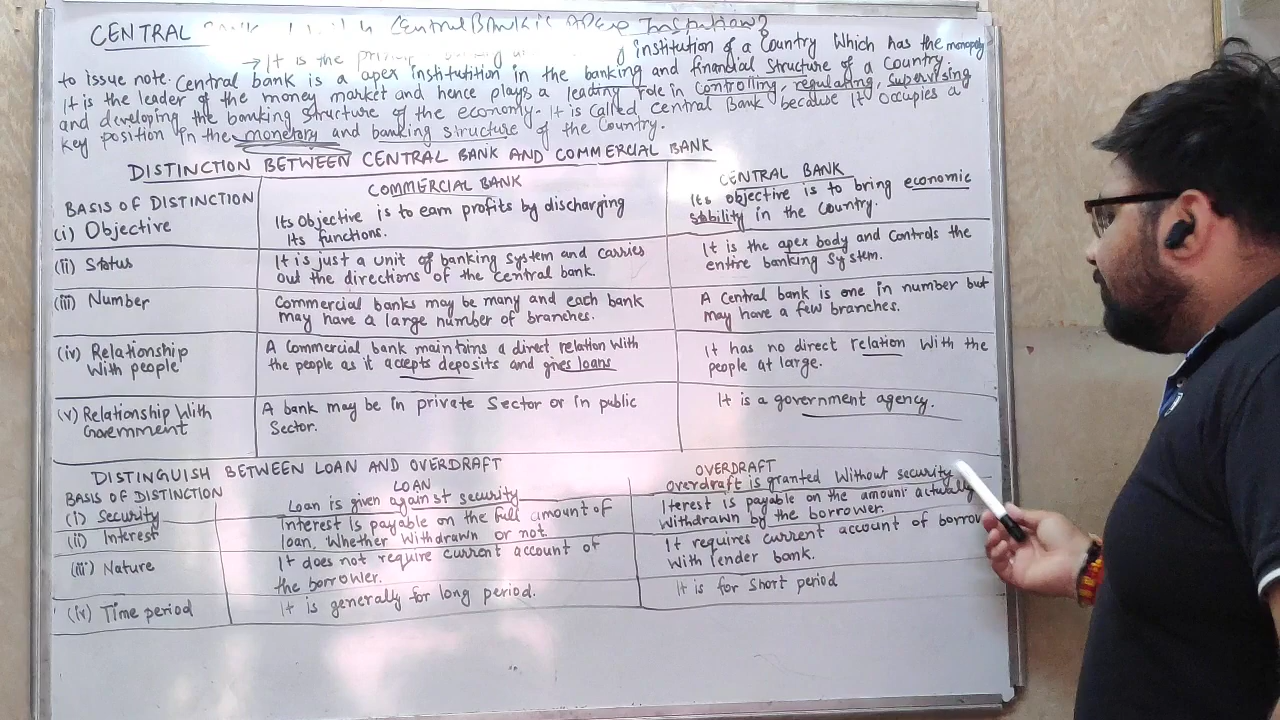 CENTRAL Central Bank is
→ It is the institution of a Country Which has the monopoly
to issue note. Central bank is a apex institutition in the banking and financial structure of a country.
It is the leader of the money market and hence plays a leading role in controlling, regulating, supervising
and developing the banking structure of the economy. It is called central Bank because it occupies a
key position in the monetary and banking structure of the Country.
DISTINCTION BETWEEN CENTRAL BANK AND COMMERCIAL BANK
BASIS OF DISTINCTION COMMERCIAL BANK CENTRAL BANK
(i) Objective
Its objective is to earn profits by discharging
Its functions.
Its objective is to bring economic
stability in the country.
(ii) Status
It is just a unit of banking system and carries
out the directions of the central bank.
It is the apex body and controls the
entire banking system.
(iii) Number
Commercial banks may be many and each bank
may have a large number of branches.
A central bank is one in number but
may have a few branches.
(iv) Relationship
With people
A commercial bank maintains a direct relation With
the people as it accepts deposits and gives loans
It has no direct relation With the
people at large.
(v) Relationship With
Government
A bank may be in private Sector or in public
Sector.
It is a government agency.
DISTINGUISH BETWEEN LOAN AND OVERDRAFT
BASIS OF DISTINCTION LOAN OVERDRAFT
(i) Security
Loan is given against security
Overdraft is granted Without security
(ii) Interest
Interest is payable on the full amount of
loan, Whether Withdrawn or not.
Iterest is payable on the amount actually
Withdrawn by the borrower.
(iii) Nature
It does not require current account of
the borrower.
It requires current account of borrow
With lender bank.
(iv) Time period
It is generally for long period.
It is for short period